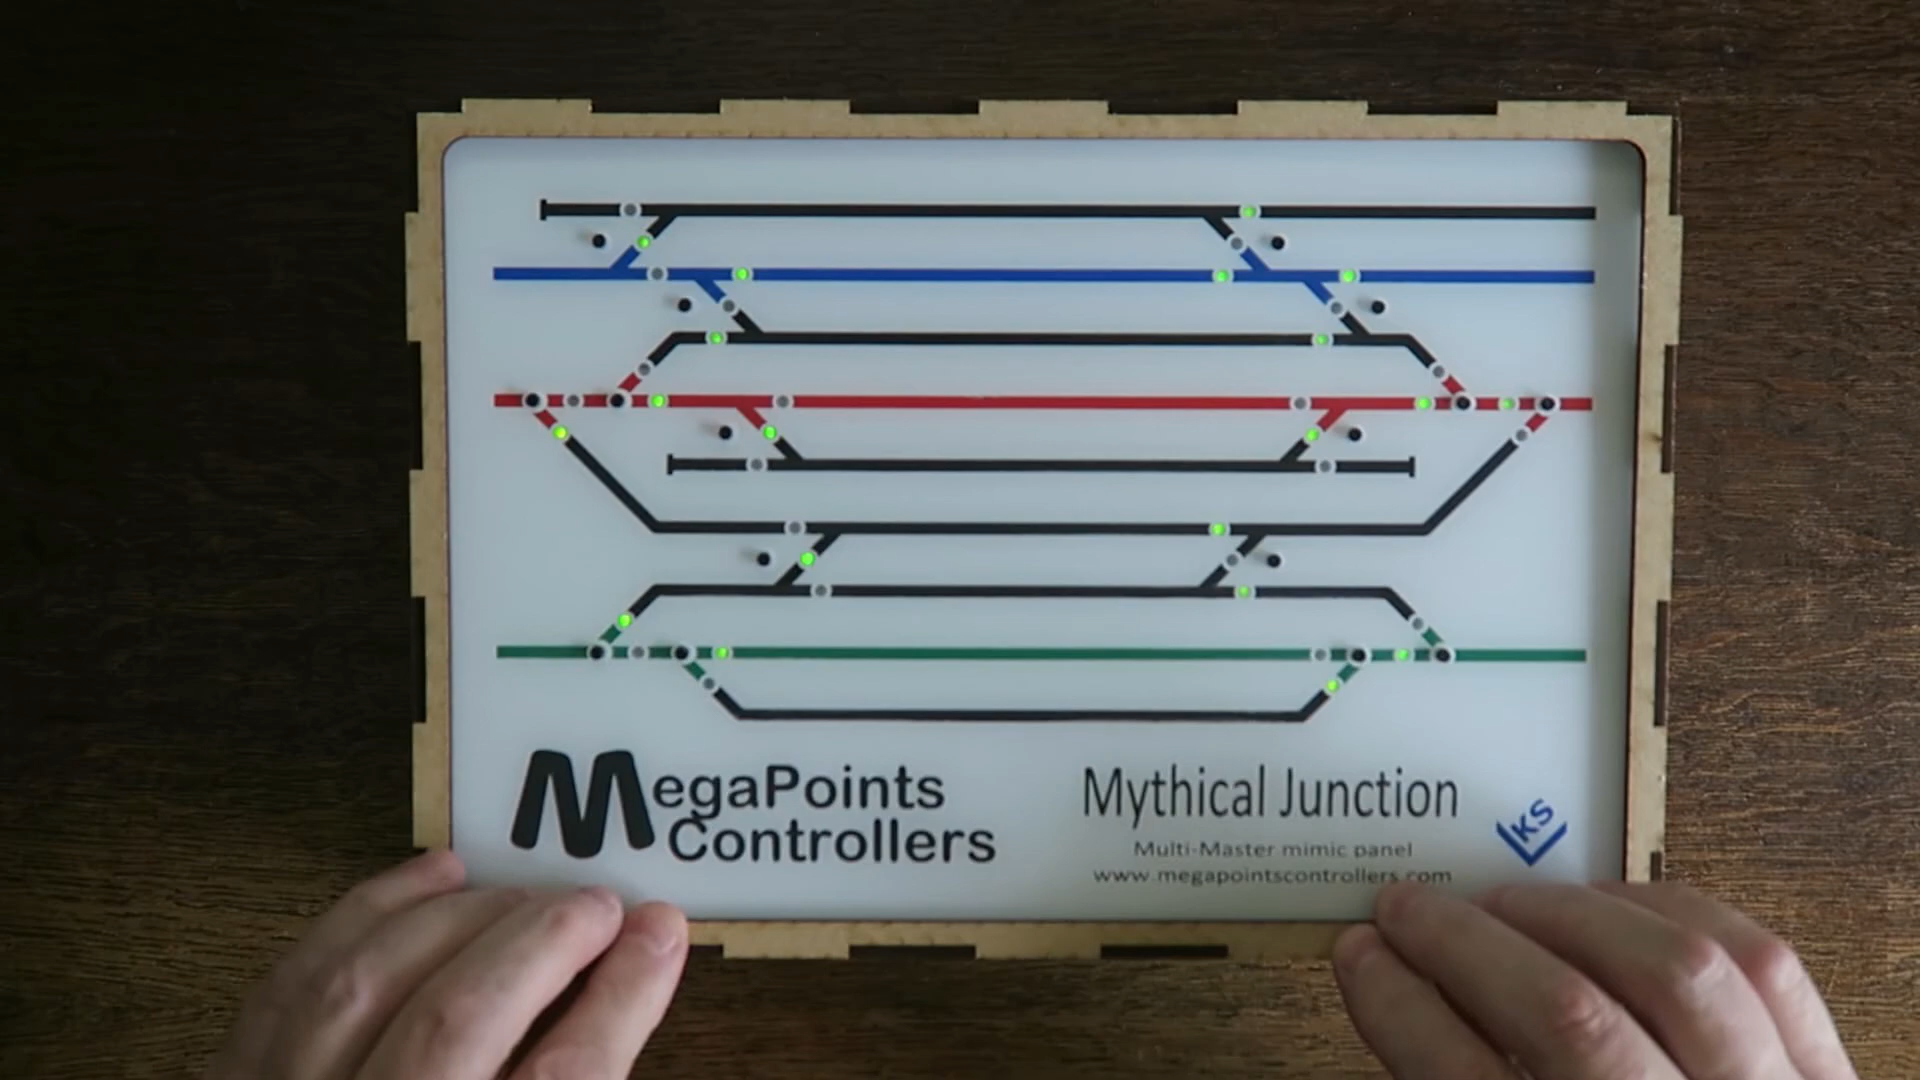 MegaPoints
Controllers
Mythical Junction
Multi-Master mimic panel
www.megapointscontrollers.com
KS